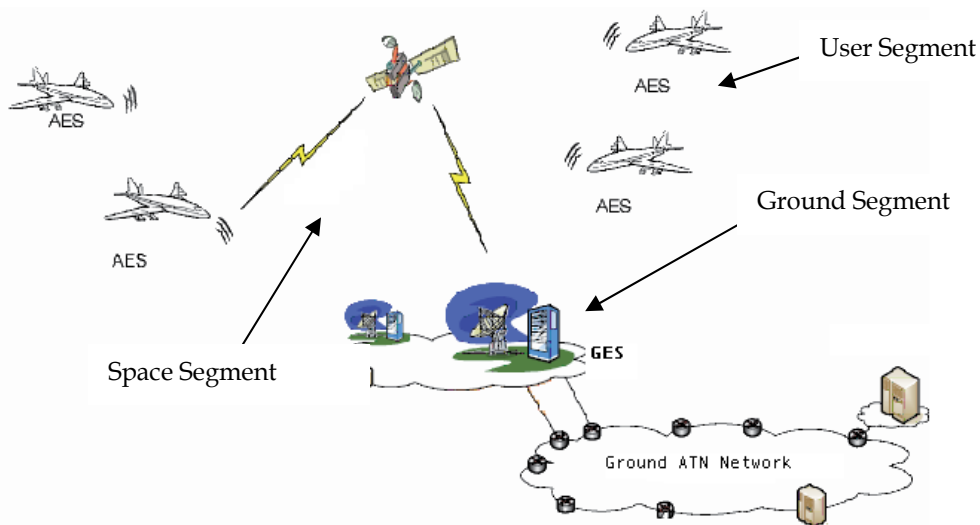 User Segment
AES
AES
AES
Ground Segment
AES
GES
Space Segment
Ground ATN Network